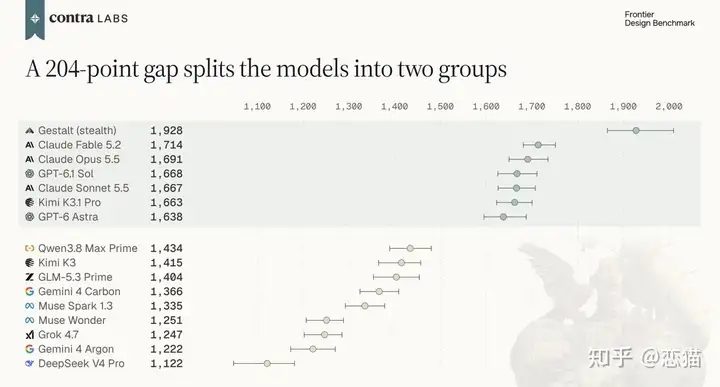 contra LABS
Frontier
Design Benchmark
A 204-point gap splits the models into two groups
1,100 1,200 1,300 1,400 1,500 1,600 1,700 1,800 1,900 2,000
Gestalt (stealth) 1,928
Claude Fable 5.2 1,714
Claude Opus 5.5 1,691
GPT-6.1 Sol 1,668
Claude Sonnet 5.5 1,667
Kimi K3.1 Pro 1,663
GPT-6 Astra 1,638
Qwen3.8 Max Prime 1,434
Kimi K3 1,415
GLM-5.3 Prime 1,404
Gemini 4 Carbon 1,366
Muse Spark 1.3 1,335
Muse Wonder 1,251
Grok 4.7 1,247
Gemini 4 Argon 1,222
DeepSeek V4 Pro 1,122
知乎 @恋猫